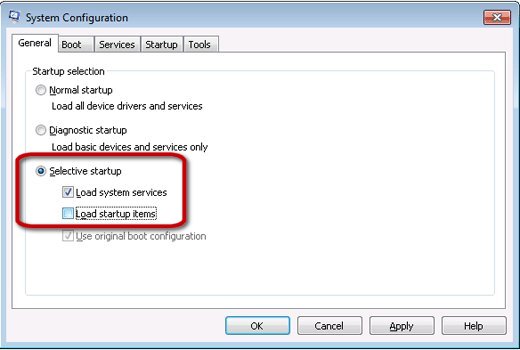 System Configuration
General Boot Services Startup Tools
Startup selection
Normal startup
Load all device drivers and services
Diagnostic startup
Load basic devices and services only
Selective startup
Load system services
Load startup items
Use original boot configuration
OK Cancel Apply Help